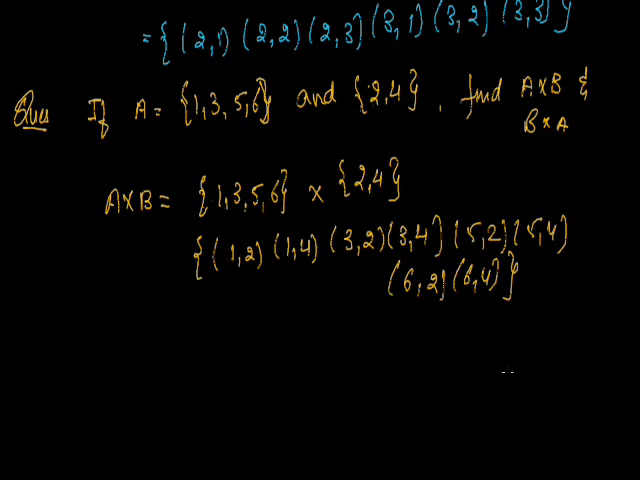 = { (2,1) (2,2) (2,3) (3,1) (3,2) (3,3) }
Ques If A = {1,3,5,6} and {2,4} , find A×B &
B×A
A×B = {1,3,5,6} × {2,4}
{ (1,2) (1,4) (3,2) (3,4) (5,2) (5,4)
(6,2) (6,4) }